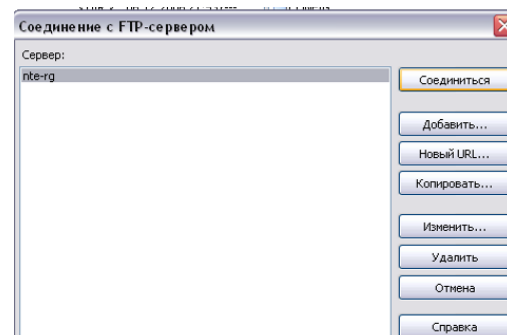 Соединение с FTP-сервером
Сервер:
nte-rg
Соединиться
Добавить...
Новый URL...
Копировать...
Изменить...
Удалить
Отмена
Справка